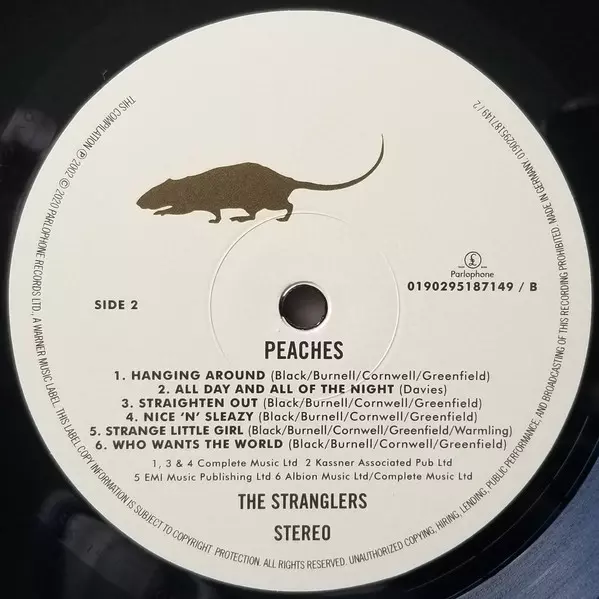 Parlophone
0190295187149 / B
SIDE 2
PEACHES
1. HANGING AROUND (Black/Burnell/Cornwell/Greenfield)
2. ALL DAY AND ALL OF THE NIGHT (Davies)
3. STRAIGHTEN OUT (Black/Burnell/Cornwell/Greenfield)
4. NICE 'N' SLEAZY (Black/Burnell/Cornwell/Greenfield)
5. STRANGE LITTLE GIRL (Black/Burnell/Cornwell/Greenfield/Warmling)
6. WHO WANTS THE WORLD (Black/Burnell/Cornwell/Greenfield)
1, 3 & 4 Complete Music Ltd  2 Kassner Associated Pub Ltd
5 EMI Music Publishing Ltd 6 Albion Music Ltd/Complete Music Ltd
THE STRANGLERS
STEREO
THIS COMPILATION ℗ 2002 © 2020 PARLOPHONE RECORDS LTD., A WARNER MUSIC LABEL. THIS LABEL COPY INFORMATION IS SUBJECT TO COPYRIGHT PROTECTION. ALL RIGHTS RESERVED. UNAUTHORIZED COPYING, HIRING, LENDING, PUBLIC PERFORMANCE, AND BROADCASTING OF THIS RECORDING PROHIBITED. MADE IN GERMANY. 0190295187149 / 2